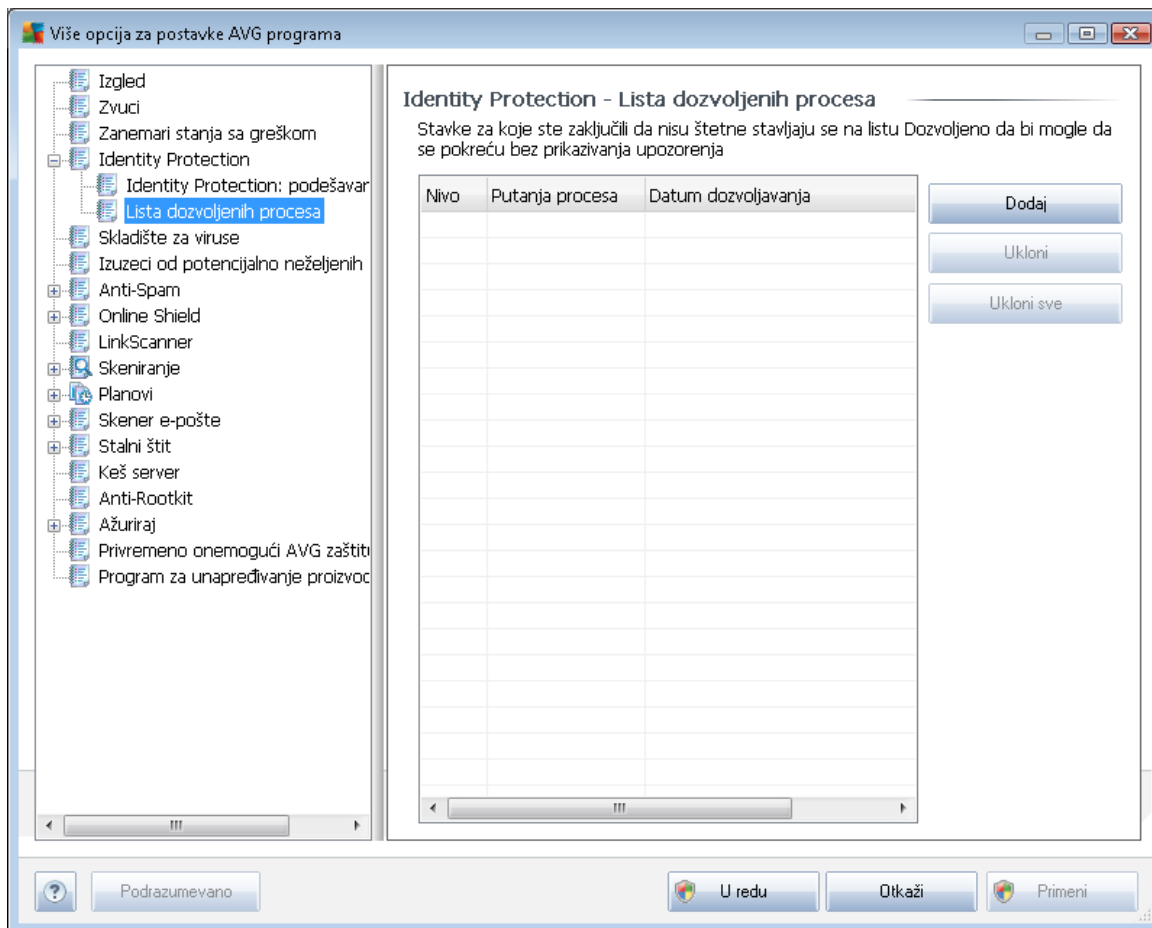 Više opcija za postavke AVG programa
Izgled
Zvuci
Zanemari stanja sa greškom
Identity Protection
Identity Protection: podešavar
Lista dozvoljenih procesa
Skladište za viruse
Izuzeci od potencijalno neželjenih
Anti-Spam
Online Shield
LinkScanner
Skeniranje
Planovi
Skener e-pošte
Stalni štit
Keš server
Anti-Rootkit
Ažuriraj
Privremeno onemogući AVG zaštitu
Program za unapređivanje proizvod
Identity Protection - Lista dozvoljenih procesa
Stavke za koje ste zaključili da nisu štetne stavljaju se na listu Dozvoljeno da bi mogle da
se pokreću bez prikazivanja upozorenja
Nivo Putanja procesa Datum dozvoljavanja
Dodaj
Ukloni
Ukloni sve
? Podrazumevano U redu Otkaži Primeni